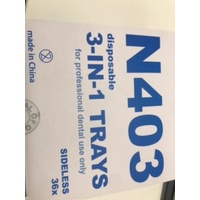 N403
disposable
3-IN-1 TRAYS
for professional dental use only
SIDELESS
36x
made in China